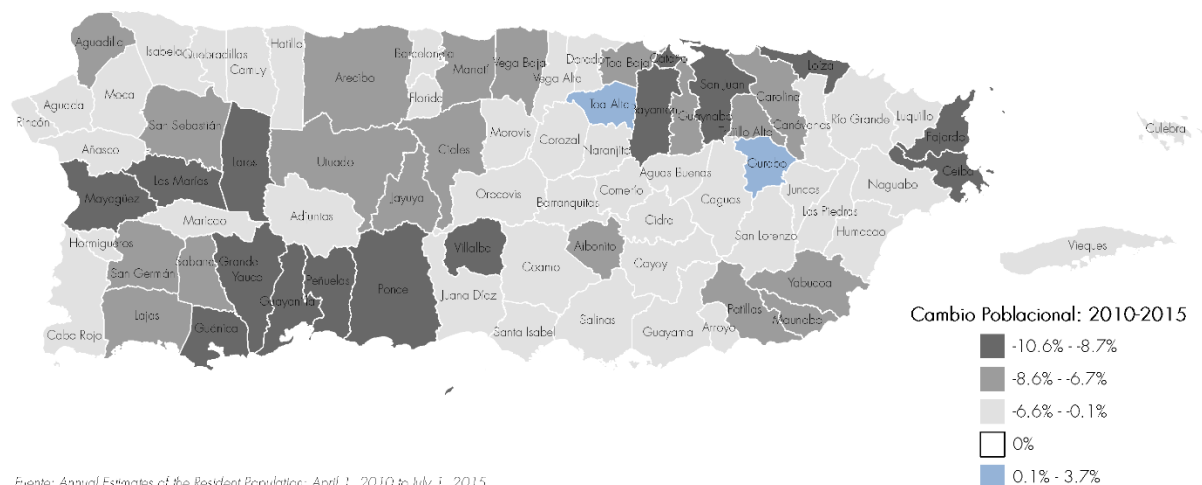 Aguadilla
Isabela
Quebradillas
Camuy
Hatillo
Arecibo
Barceloneta
Manatí
Vega Baja
Vega Alta
Dorado
Toa Baja
Cataño
San Juan
Loiza
Moca
Aguada
Rincón
Añasco
San Sebastián
Lares
Utuado
Florida
Ciales
Morovis
Corozal
Toa Alta
Bayamón
Guaynabo
Trujillo Alto
Carolina
Canóvanas
Río Grande
Luquillo
Fajardo
Ceiba
Culebra
Naranjito
Aguas Buenas
Gurabo
Juncos
Naguabo
Mayagüez
Las Marías
Maricao
Adjuntas
Jayuya
Orocovis
Barranquitas
Comerío
Cidra
Caguas
San Lorenzo
Las Piedras
Humacao
Hormigueros
San Germán
Sabana Grande
Yauco
Guayanilla
Peñuelas
Ponce
Villalba
Juana Díaz
Coamo
Aibonito
Cayey
Yabucoa
Patillas
Maunabo
Vieques
Cabo Rojo
Lajas
Guánica
Santa Isabel
Salinas
Guayama
Arroyo
Cambio Poblacional: 2010-2015
-10.6% - -8.7%
-8.6% - -6.7%
-6.6% - -0.1%
0%
0.1% - 3.7%
Fuente: Annual Estimates of the Resident Population: April 1, 2010 to July 1, 2015